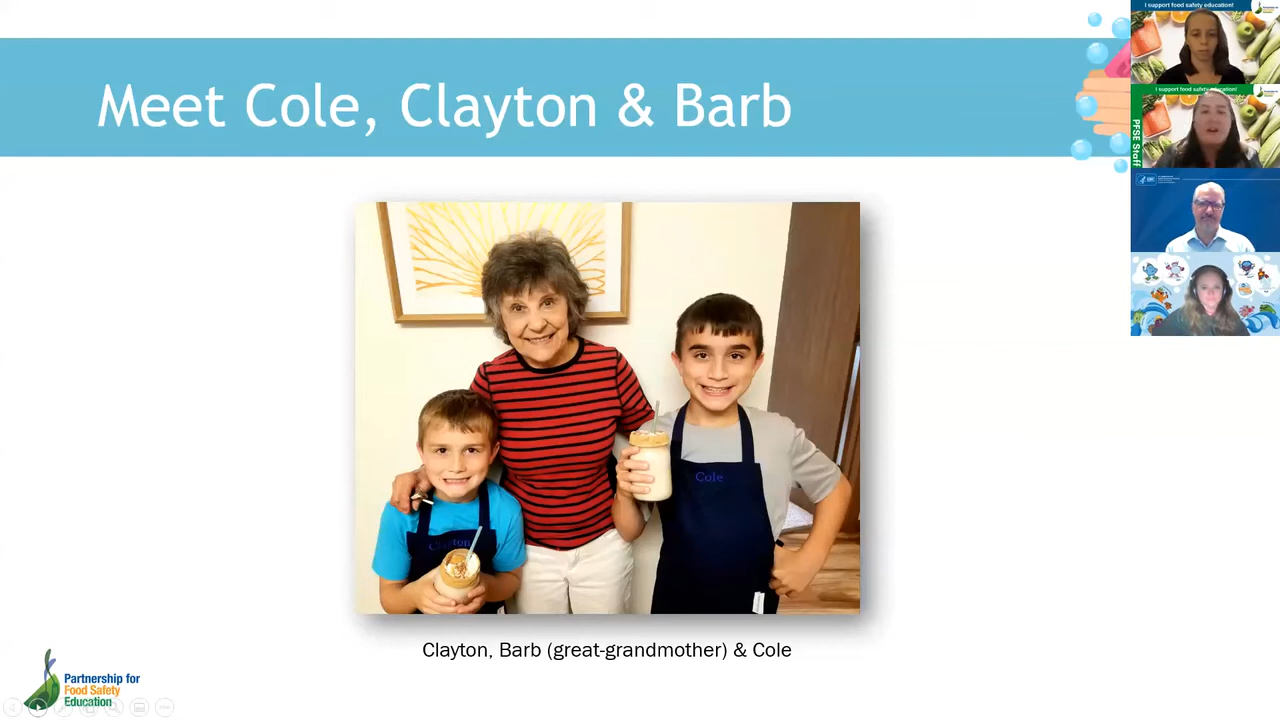 Meet Cole, Clayton & Barb
I support food safety education!
I support food safety education!
PFSE Staff
Clayton
Cole
Clayton, Barb (great-grandmother) & Cole
Partnership for
Food Safety
Education